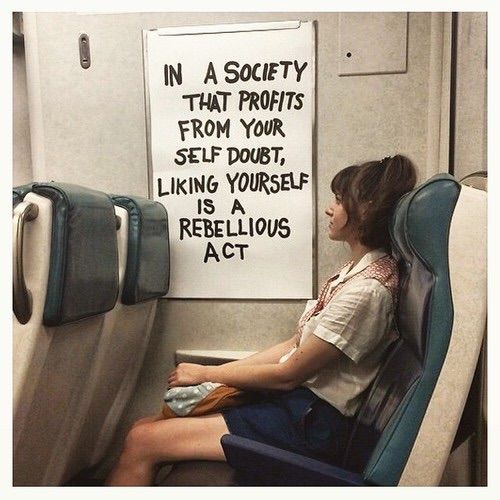 IN A SOCIETY
THAT PROFITS
FROM YOUR
SELF DOUBT,
LIKING YOURSELF
IS A
REBELLIOUS
ACT